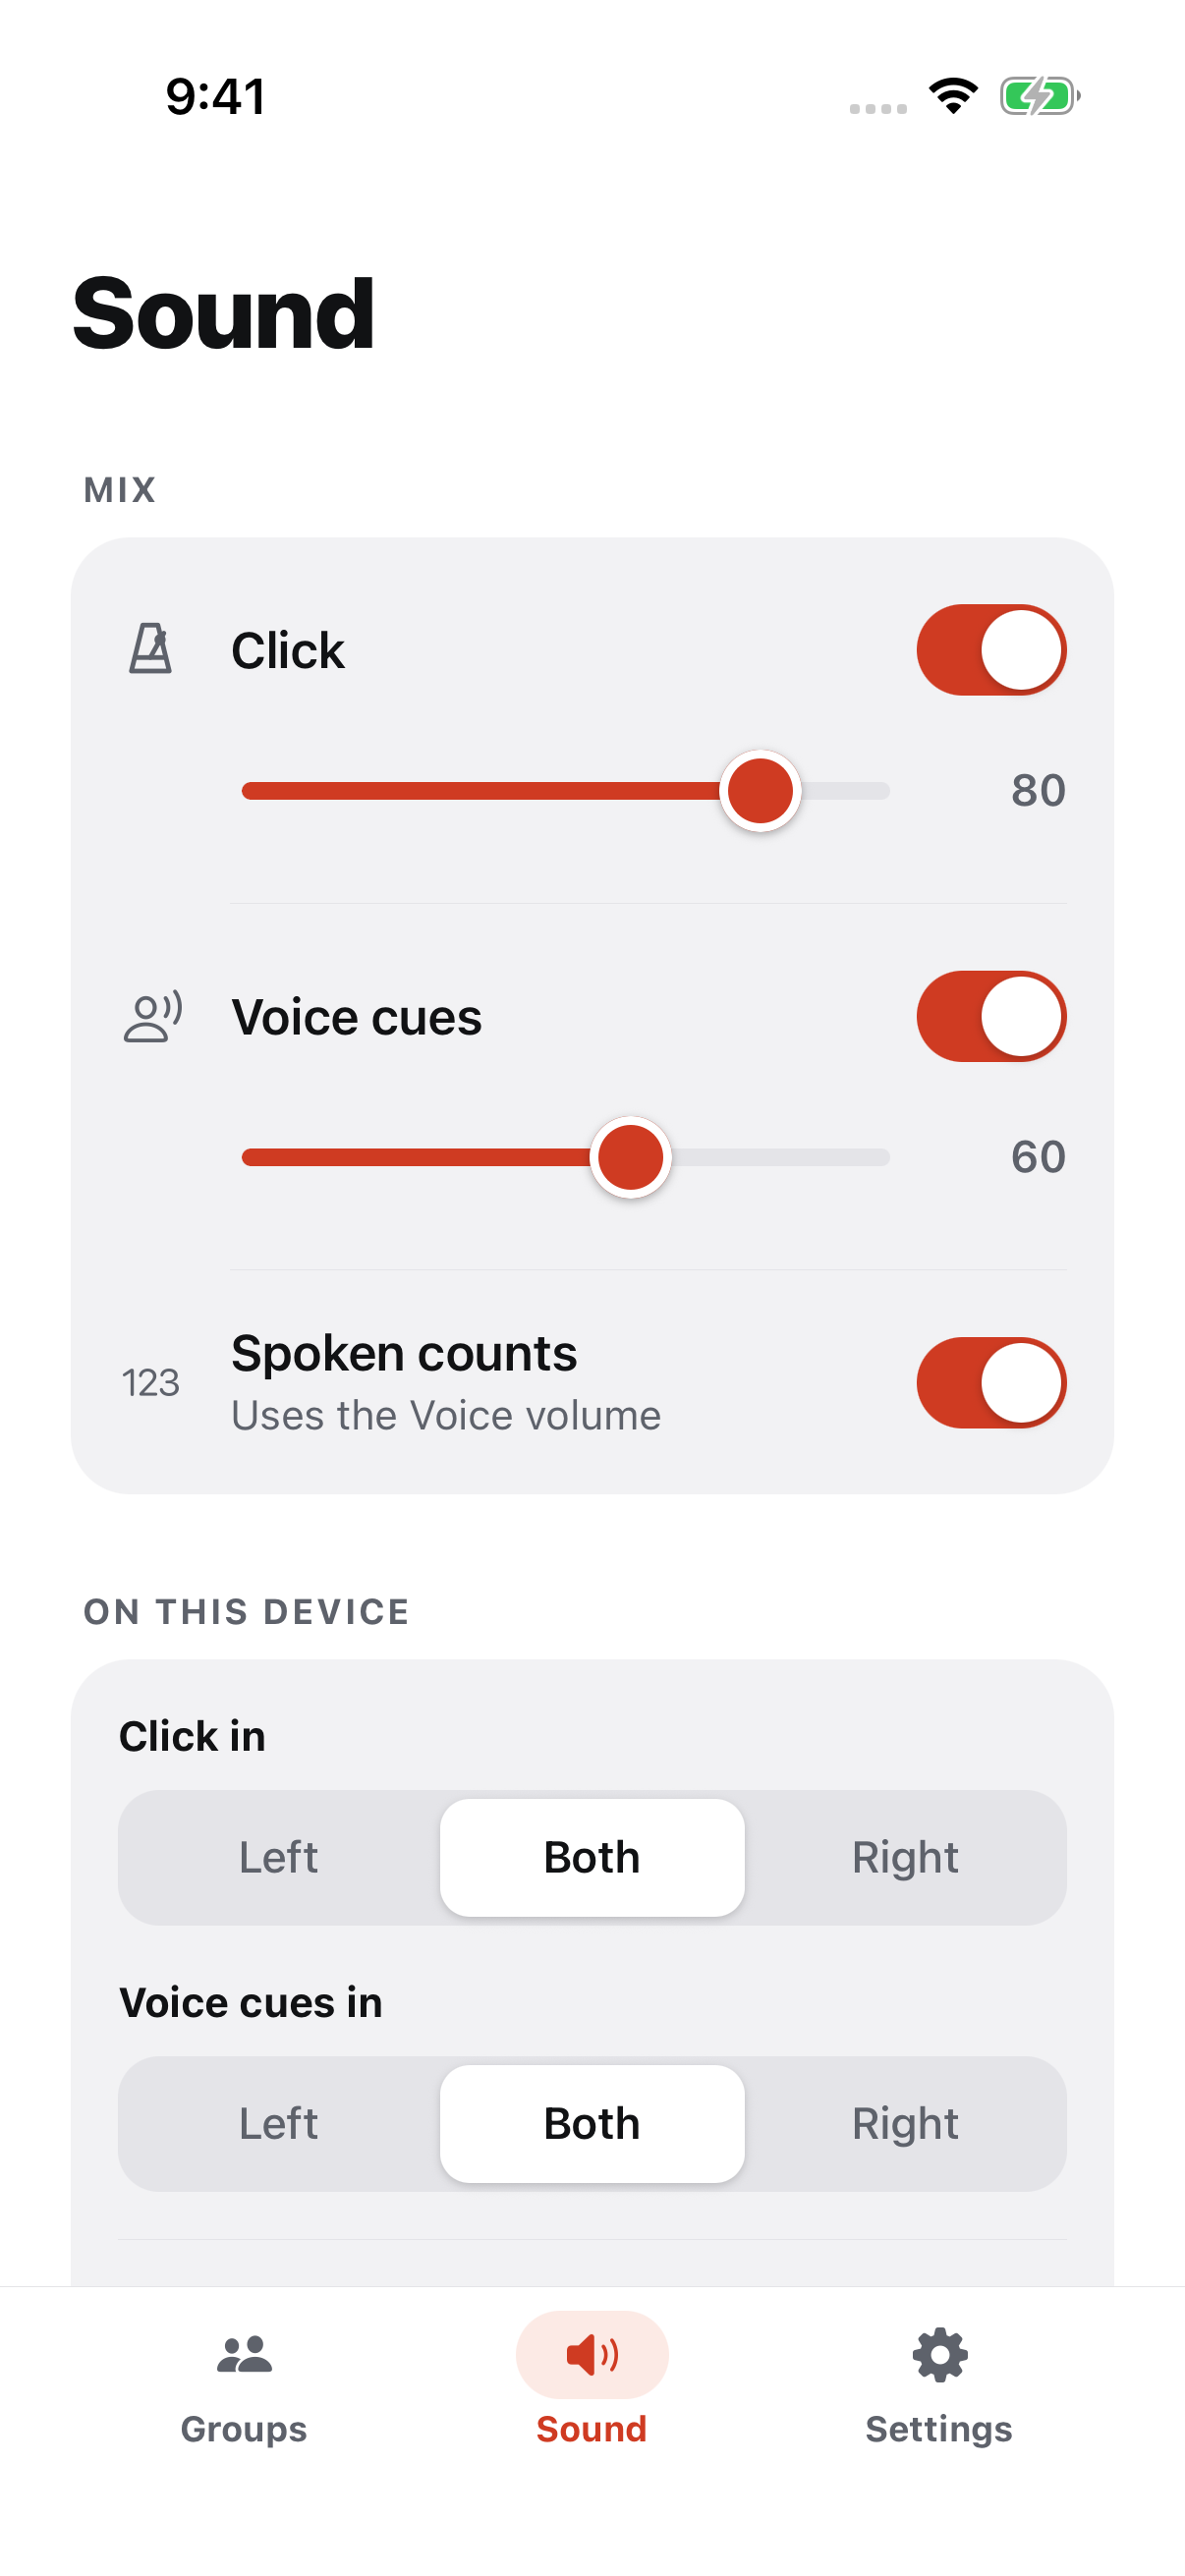 9:41
Sound
MIX
Click
80
Voice cues
60
123
Spoken counts
Uses the Voice volume
ON THIS DEVICE
Click in
Left Both Right
Voice cues in
Left Both Right
Groups Sound Settings